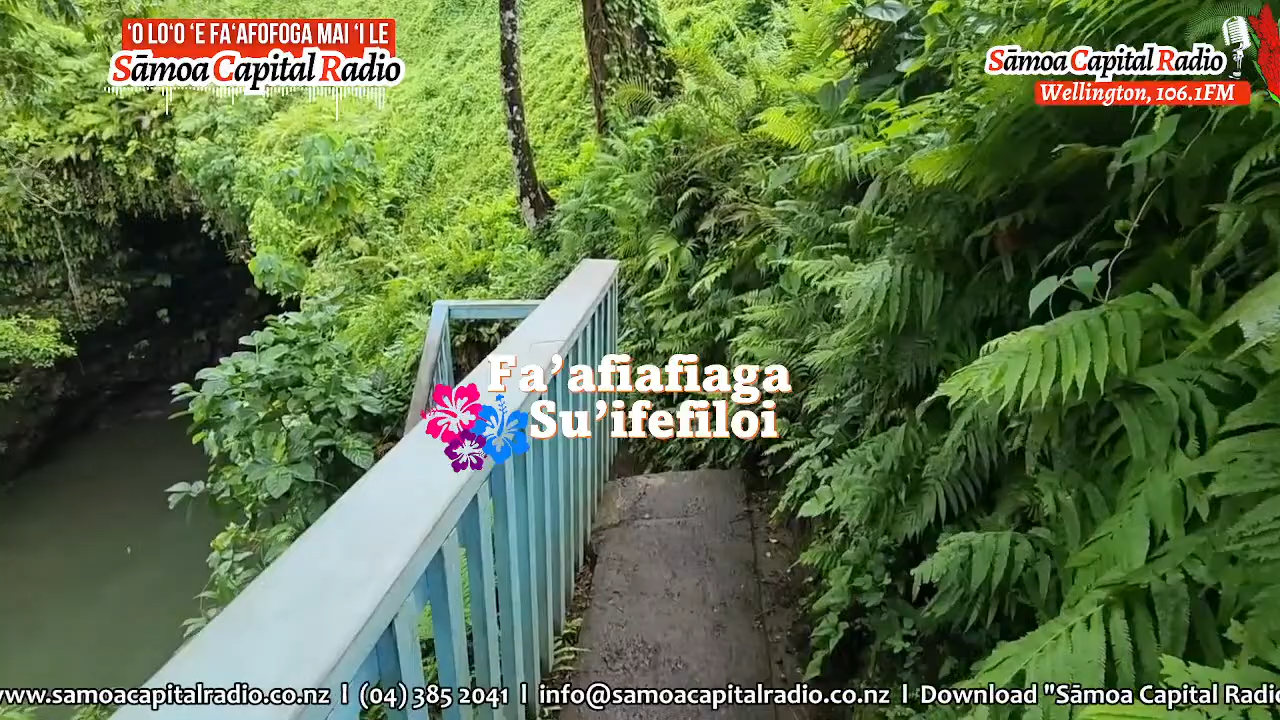 ‘O LO‘O ‘E FA‘AFOFOGA MAI ‘I LE
Sāmoa Capital Radio
Sāmoa Capital Radio
Wellington, 106.1FM
Fa’afiafiaga
Su’ifefiloi
www.samoacapitalradio.co.nz | (04) 385 2041 | info@samoacapitalradio.co.nz | Download "Sāmoa Capital Radio